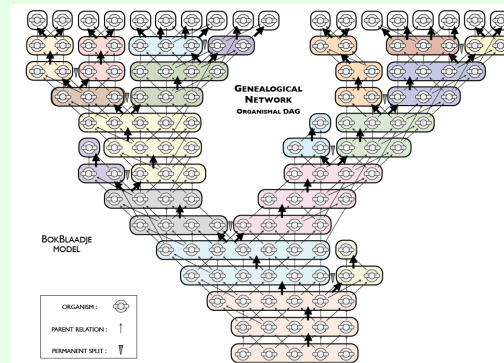 GENEALOGICAL
NETWORK
ORGANISMAL DAG
BOKBLAADJE
MODEL
ORGANISM :
PARENT RELATION :
PERMANENT SPLIT :